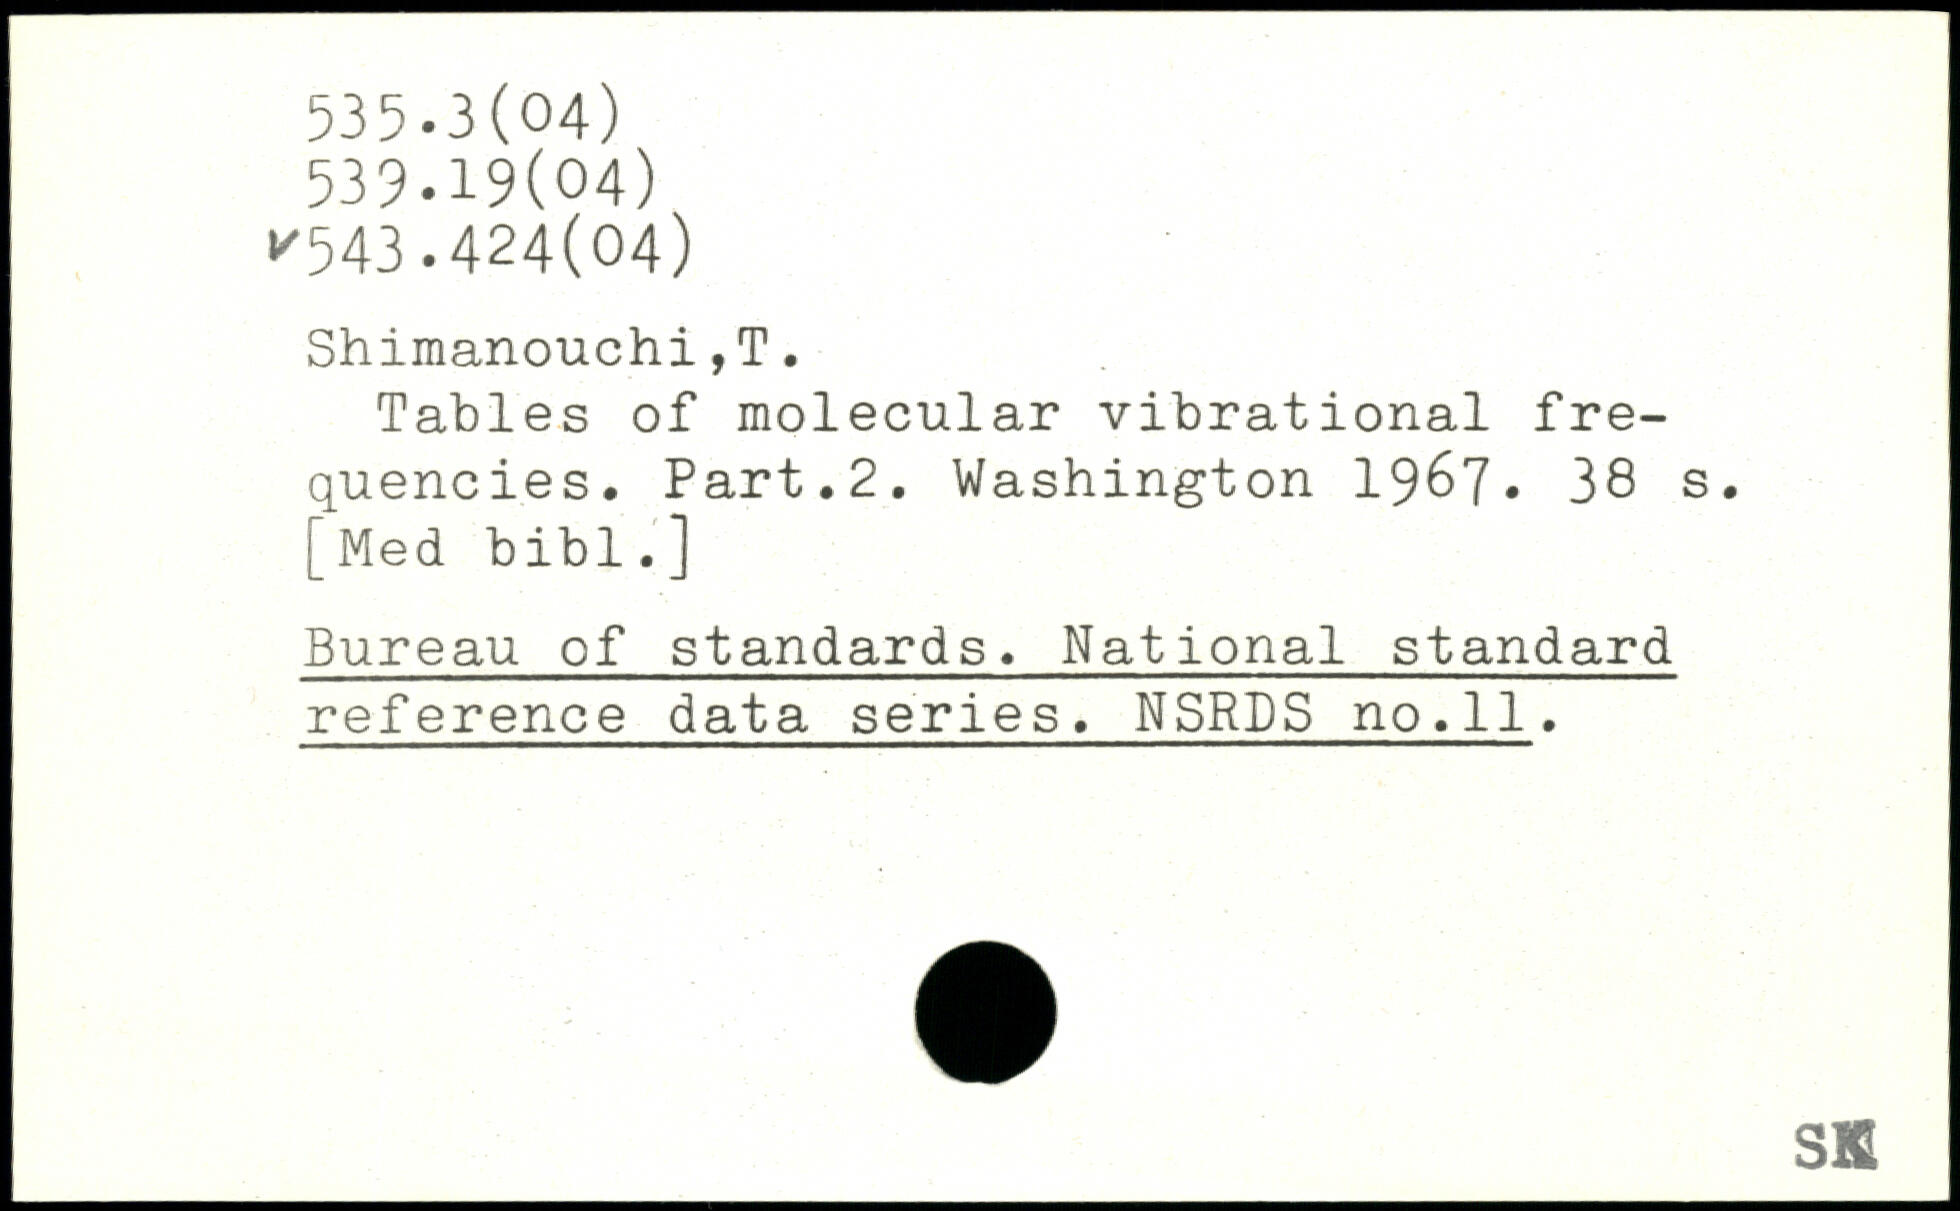 535.3(04)
539.19(04)
✓543.424(04)
Shimanouchi,T.
Tables of molecular vibrational fre-
quencies. Part.2. Washington 1967. 38 s.
[Med bibl.]
Bureau of standards. National standard
reference data series. NSRDS no.11.
SK